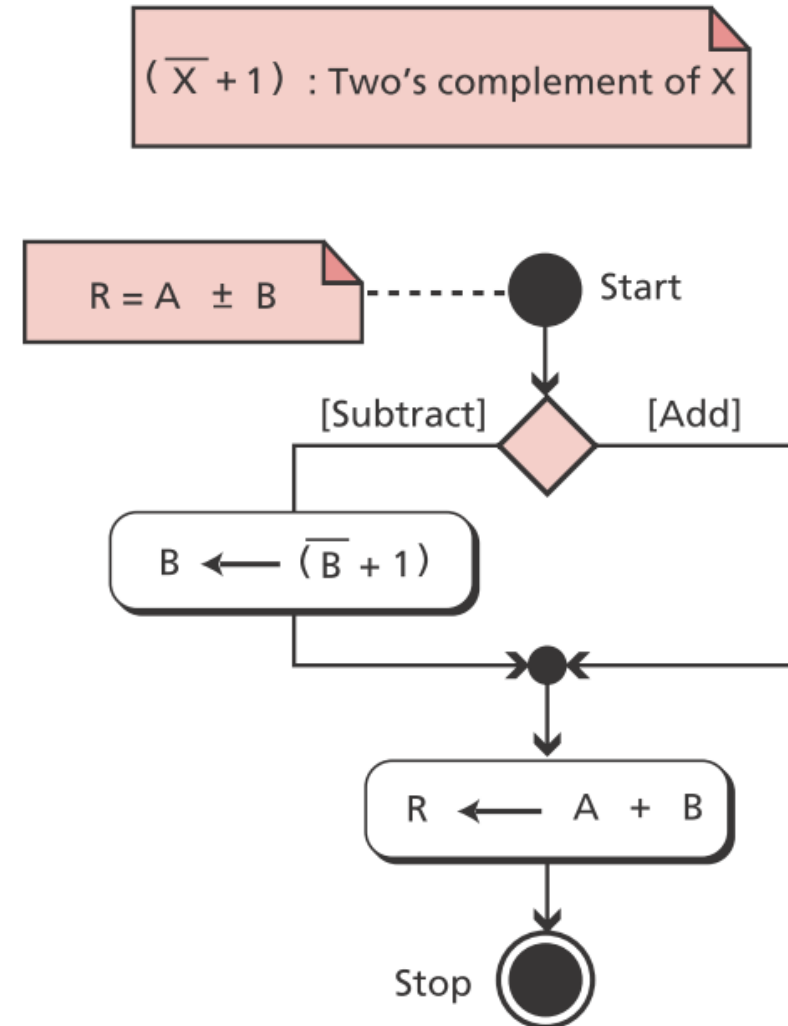 ( X̅ + 1 ) : Two's complement of X
R = A ± B
Start
[Subtract] [Add]
B ⟵ ( B̅ + 1 )
R ⟵ A + B
Stop